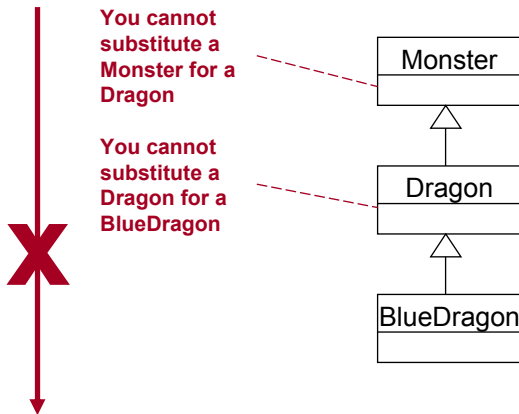 You cannot
substitute a
Monster for a
Dragon
Monster
You cannot
substitute a
Dragon for a
BlueDragon
Dragon
X
BlueDragon